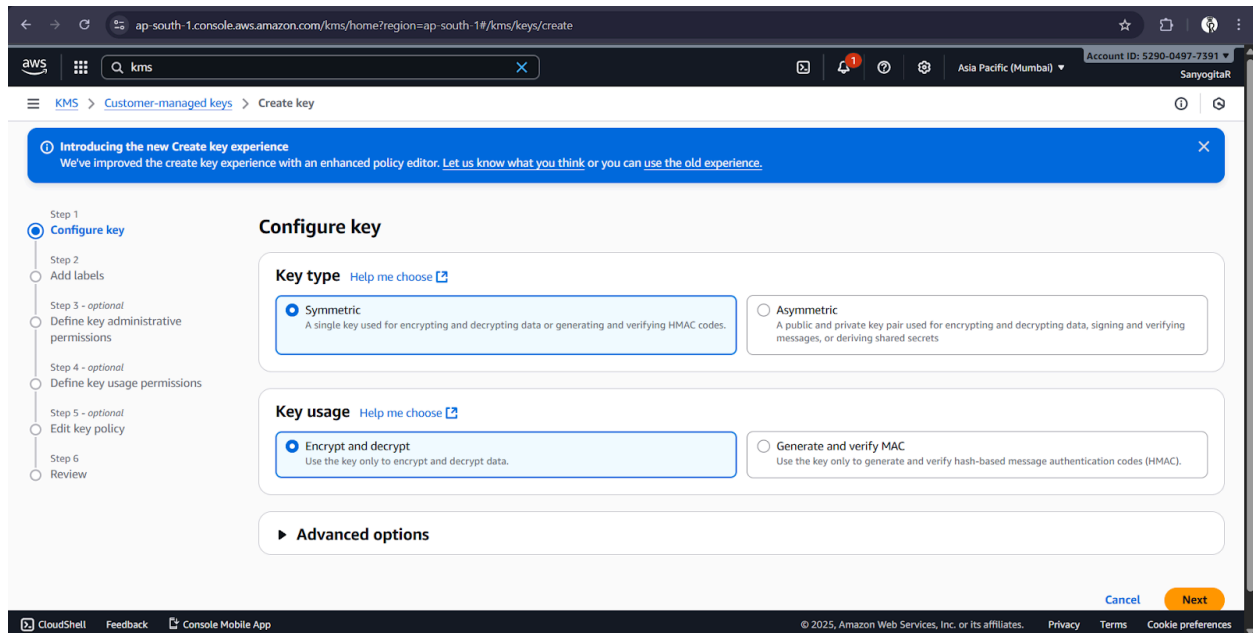 ap-south-1.console.aws.amazon.com/kms/home?region=ap-south-1#/kms/keys/create
aws
kms
1
Asia Pacific (Mumbai)
Account ID: 5290-0497-7391
SanyogitaR
KMS > Customer-managed keys > Create key
Introducing the new Create key experience
We've improved the create key experience with an enhanced policy editor. Let us know what you think or you can use the old experience.
Step 1
Configure key
Step 2
Add labels
Step 3 - optional
Define key administrative
permissions
Step 4 - optional
Define key usage permissions
Step 5 - optional
Edit key policy
Step 6
Review
Configure key
Key type Help me choose
Symmetric
A single key used for encrypting and decrypting data or generating and verifying HMAC codes.
Asymmetric
A public and private key pair used for encrypting and decrypting data, signing and verifying
messages, or deriving shared secrets
Key usage Help me choose
Encrypt and decrypt
Use the key only to encrypt and decrypt data.
Generate and verify MAC
Use the key only to generate and verify hash-based message authentication codes (HMAC).
Advanced options
Cancel Next
CloudShell Feedback Console Mobile App © 2025, Amazon Web Services, Inc. or its affiliates. Privacy Terms Cookie preferences